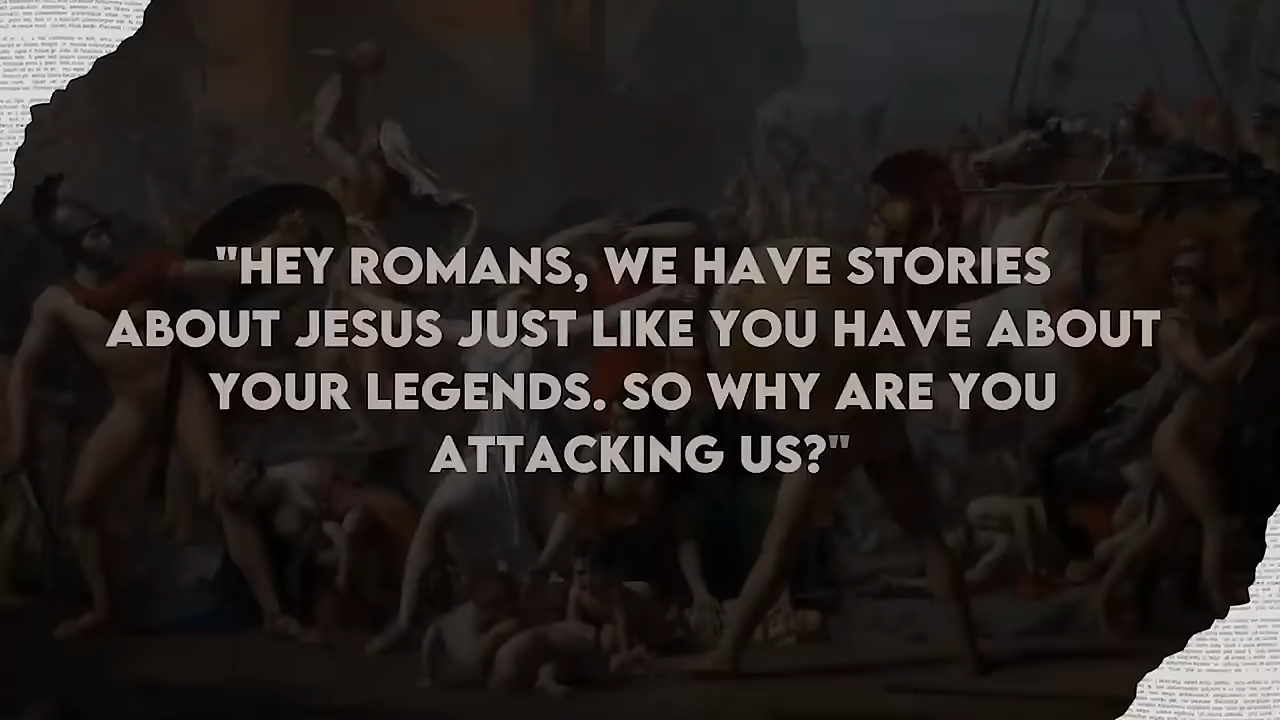 "HEY ROMANS, WE HAVE STORIES
ABOUT JESUS JUST LIKE YOU HAVE ABOUT
YOUR LEGENDS. SO WHY ARE YOU
ATTACKING US?"